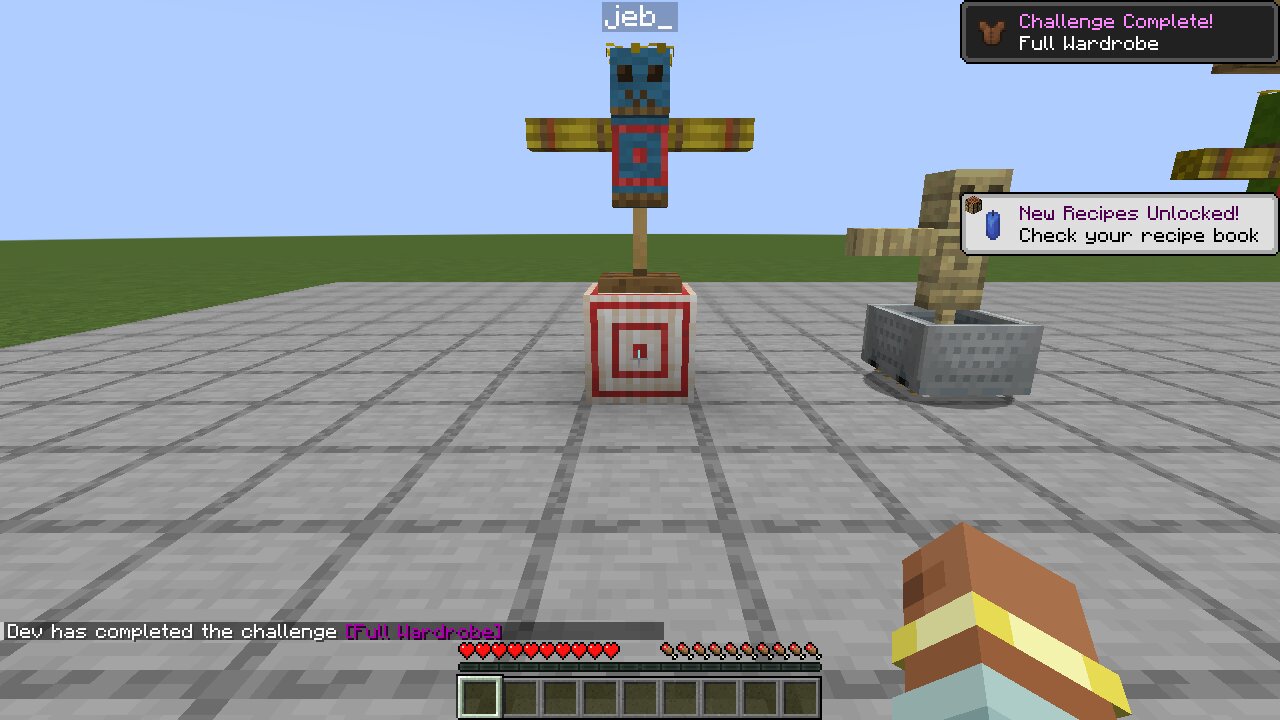 jeb_
Challenge Complete!
Full Wardrobe
New Recipes Unlocked!
Check your recipe book
Dev has completed the challenge [Full Wardrobe]